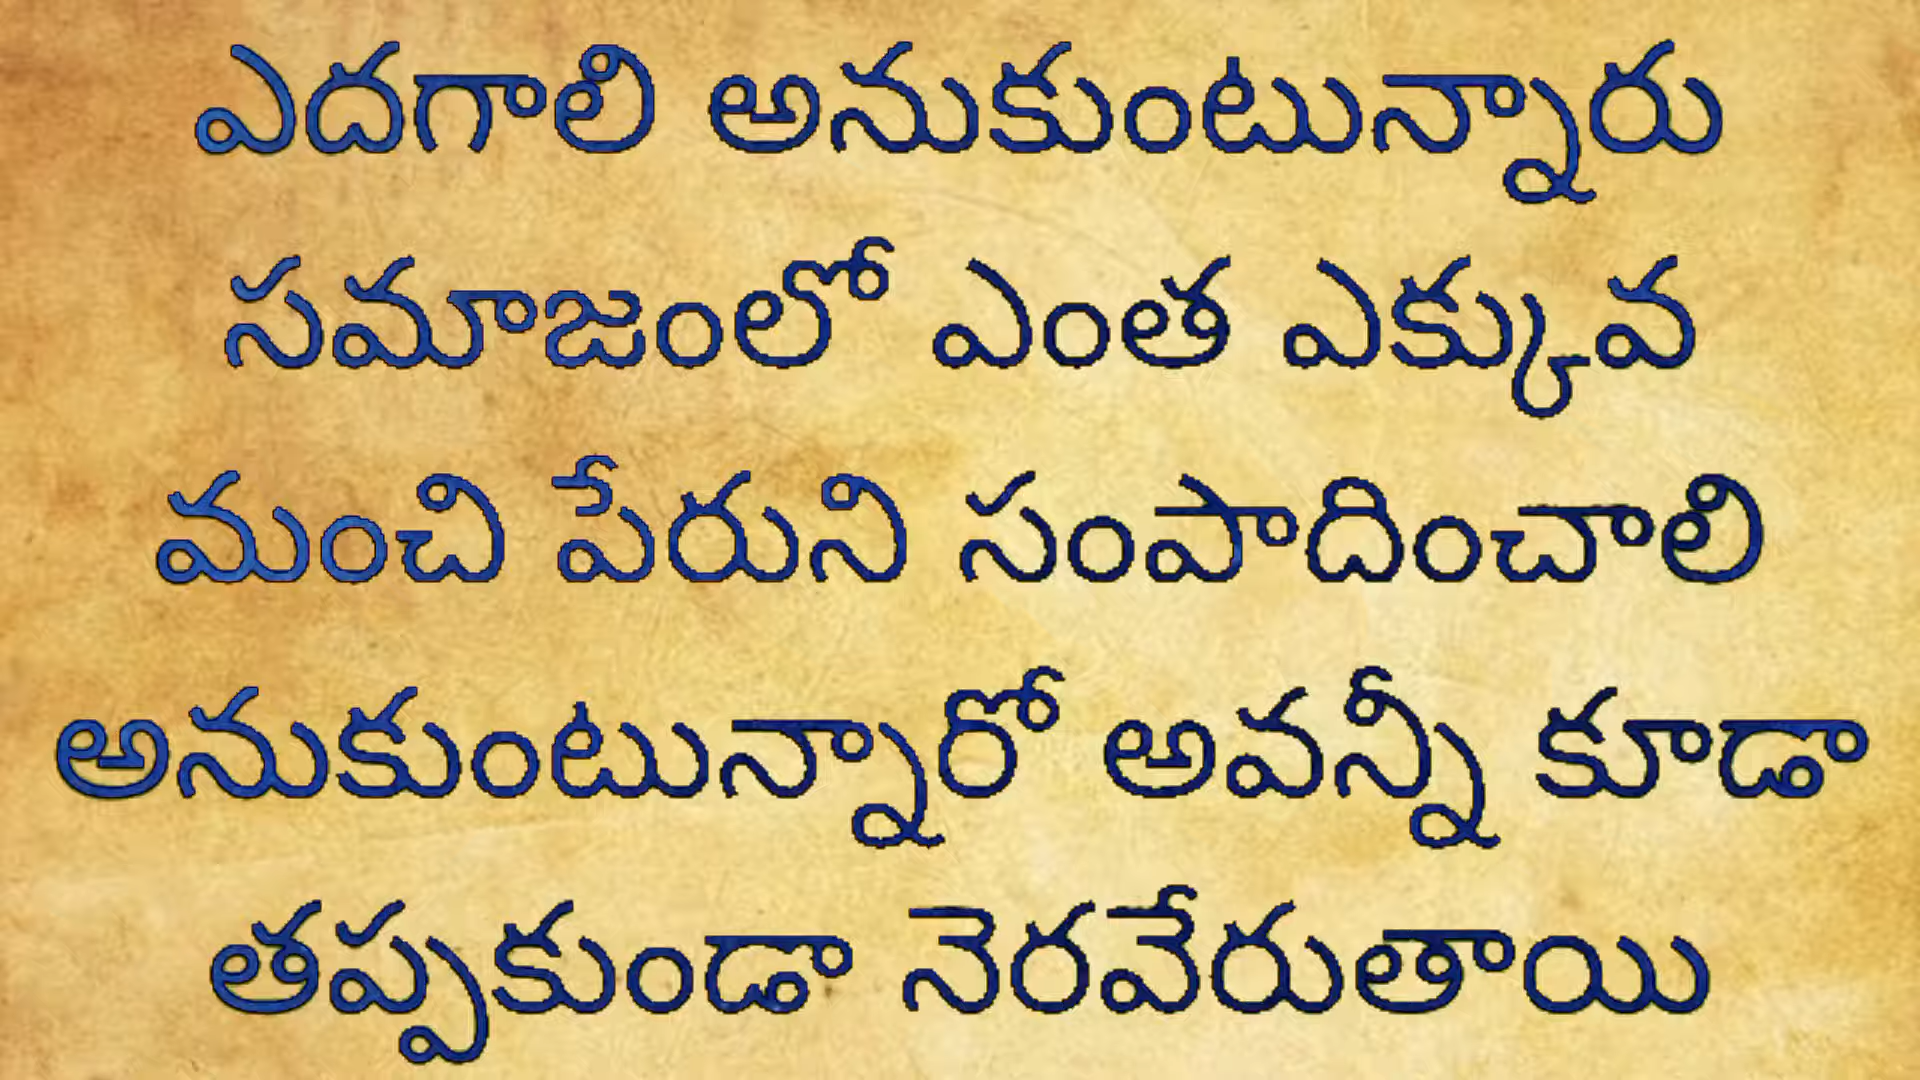 ఎదగాలి అనుకుంటున్నారు
సమాజంలో ఎంత ఎక్కువ
మంచి పేరుని సంపాదించాలి
అనుకుంటున్నారో అవన్నీ కూడా
తప్పకుండా నెరవేరుతాయి